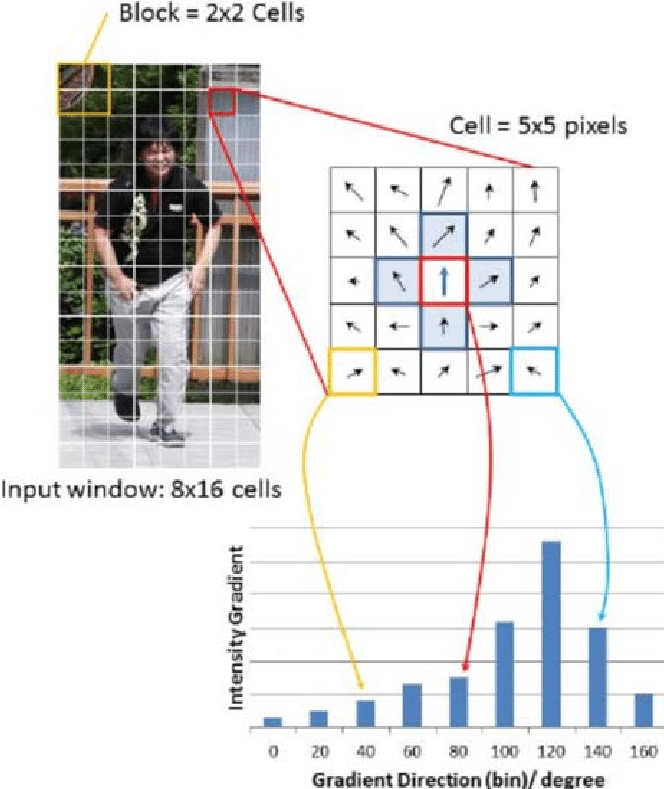 Block = 2x2 Cells
Cell = 5x5 pixels
Input window: 8x16 cells
Intensity Gradient
0 20 40 60 80 100 120 140 160
Gradient Direction (bin)/ degree